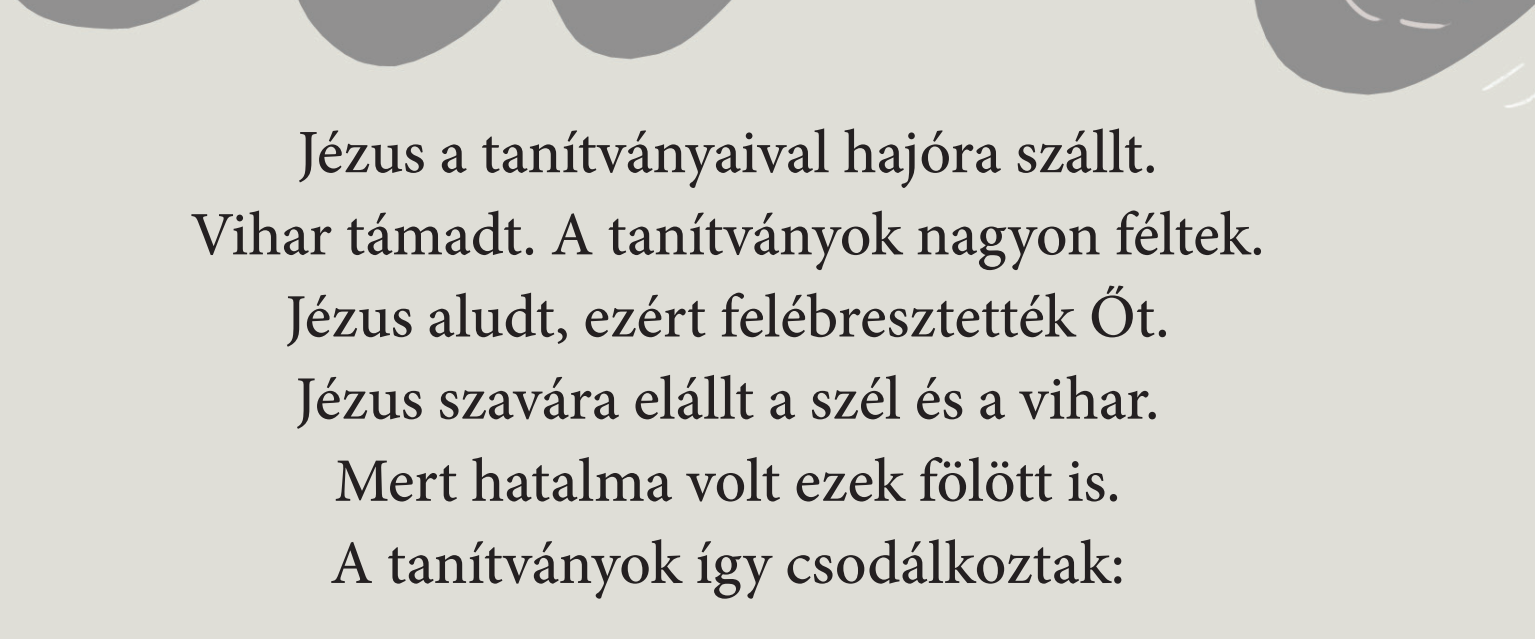 Jézus a tanítványaival hajóra szállt.
Vihar támadt. A tanítványok nagyon féltek.
Jézus aludt, ezért felébresztették Őt.
Jézus szavára elállt a szél és a vihar.
Mert hatalma volt ezek fölött is.
A tanítványok így csodálkoztak: